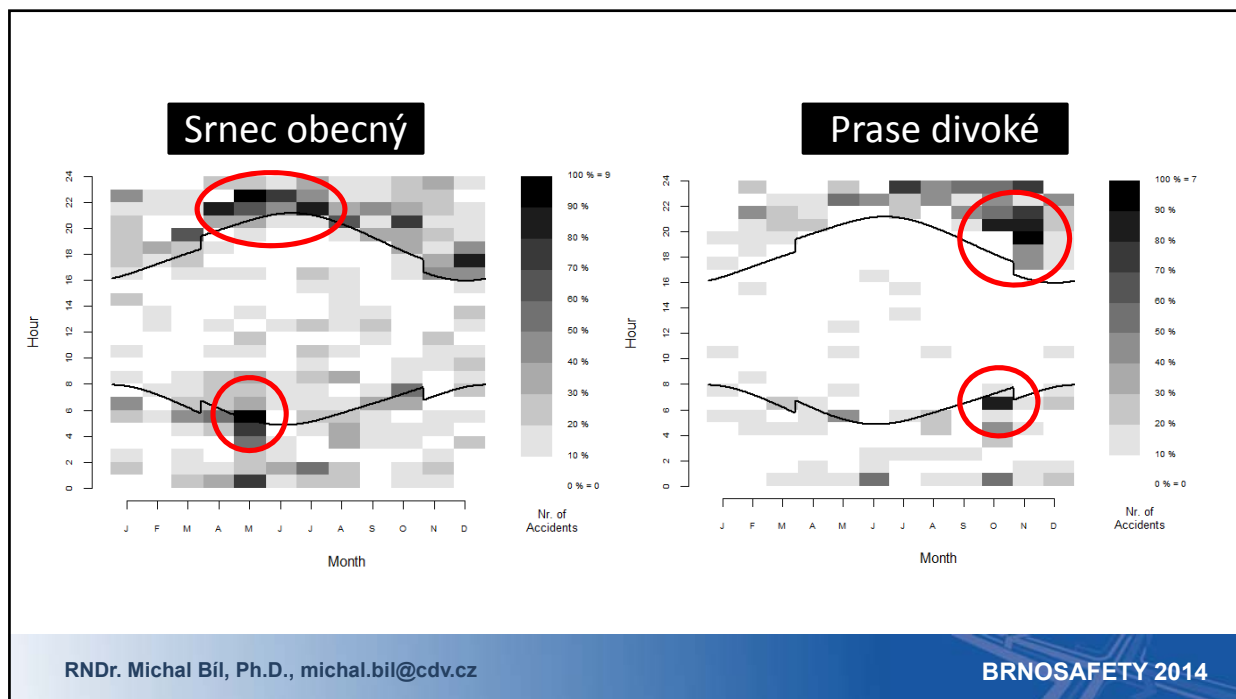 Srnec obecný
24
22
20
18
16
14
12
10
8
6
4
2
0
Hour
J F M A M J J A S O N D
Month
100 % = 9
90 %
80 %
70 %
60 %
50 %
40 %
30 %
20 %
10 %
0 % = 0
Nr. of
Accidents
Prase divoké
24
22
20
18
16
14
12
10
8
6
4
2
0
Hour
J F M A M J J A S O N D
Month
100 % = 7
90 %
80 %
70 %
60 %
50 %
40 %
30 %
20 %
10 %
0 % = 0
Nr. of
Accidents
RNDr. Michal Bíl, Ph.D., michal.bil@cdv.cz
BRNOSAFETY 2014